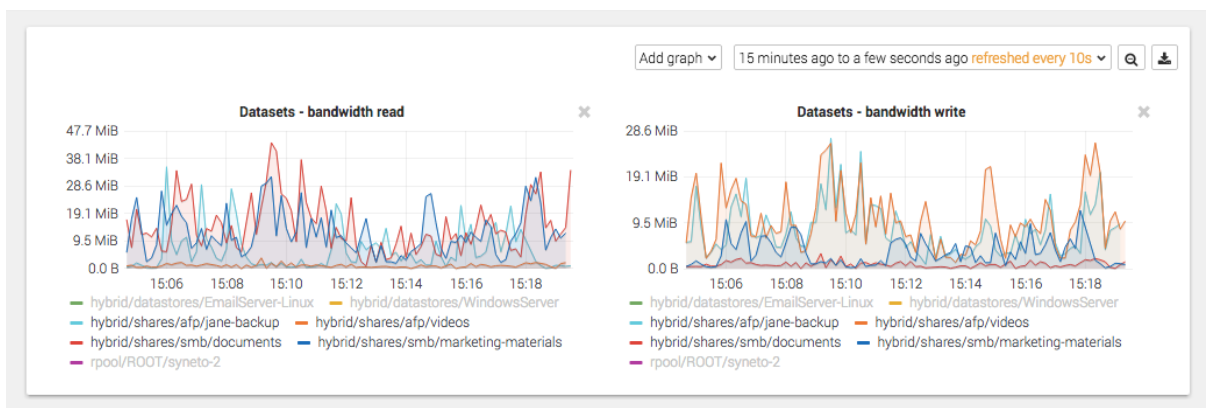 Add graph
15 minutes ago to a few seconds ago refreshed every 10s
Datasets - bandwidth read
47.7 MiB
38.1 MiB
28.6 MiB
19.1 MiB
9.5 MiB
0.0 B
15:06 15:08 15:10 15:12 15:14 15:16 15:18
hybrid/datastores/EmailServer-Linux hybrid/datastores/WindowsServer
hybrid/shares/afp/jane-backup hybrid/shares/afp/videos
hybrid/shares/smb/documents hybrid/shares/smb/marketing-materials
rpool/ROOT/syneto-2
Datasets - bandwidth write
28.6 MiB
19.1 MiB
9.5 MiB
0.0 B
15:06 15:08 15:10 15:12 15:14 15:16 15:18
hybrid/datastores/EmailServer-Linux hybrid/datastores/WindowsServer
hybrid/shares/afp/jane-backup hybrid/shares/afp/videos
hybrid/shares/smb/documents hybrid/shares/smb/marketing-materials
rpool/ROOT/syneto-2